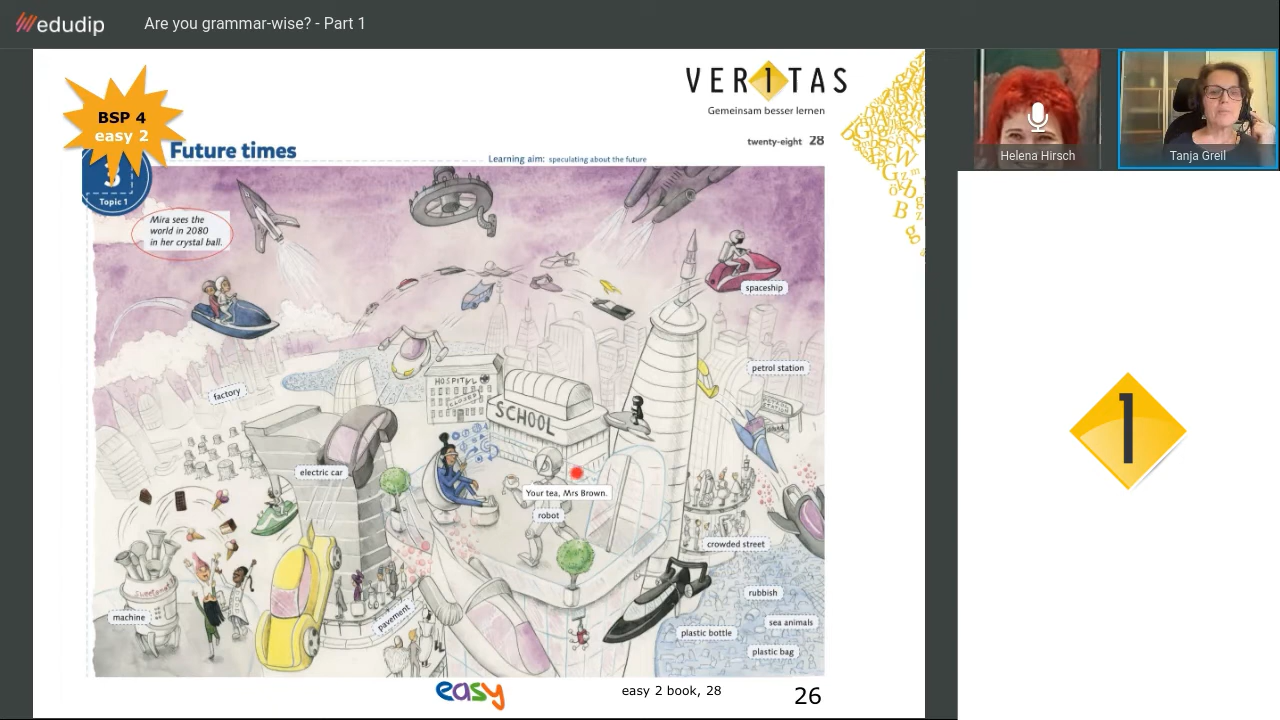 edudip
Are you grammar-wise? - Part 1
VERITAS
Gemeinsam besser lernen
BSP 4
easy 2
Future times
Topic 1
Learning aim: speculating about the future
twenty-eight 28
Mira sees the
world in 2080
in her crystal ball.
spaceship
petrol station
factory
HOSPITAL
CLOSED
SCHOOL
electric car
Your tea, Mrs Brown.
robot
crowded street
machine
pavement
rubbish
sea animals
plastic bottle
plastic bag
easy
easy 2 book, 28
26
Helena Hirsch
Tanja Greil
1